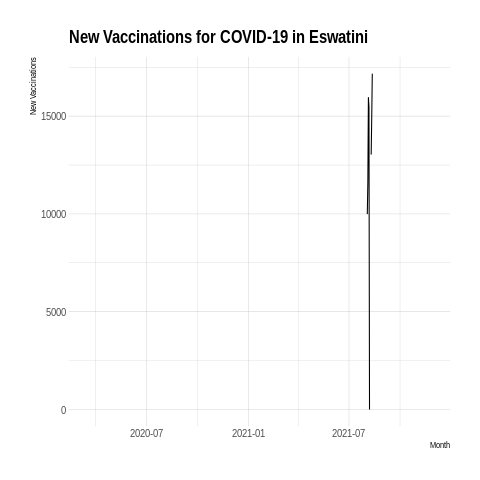 New Vaccinations for COVID-19 in Eswatini
New Vaccinations
15000
10000
5000
0
2020-07 2021-01 2021-07
Month